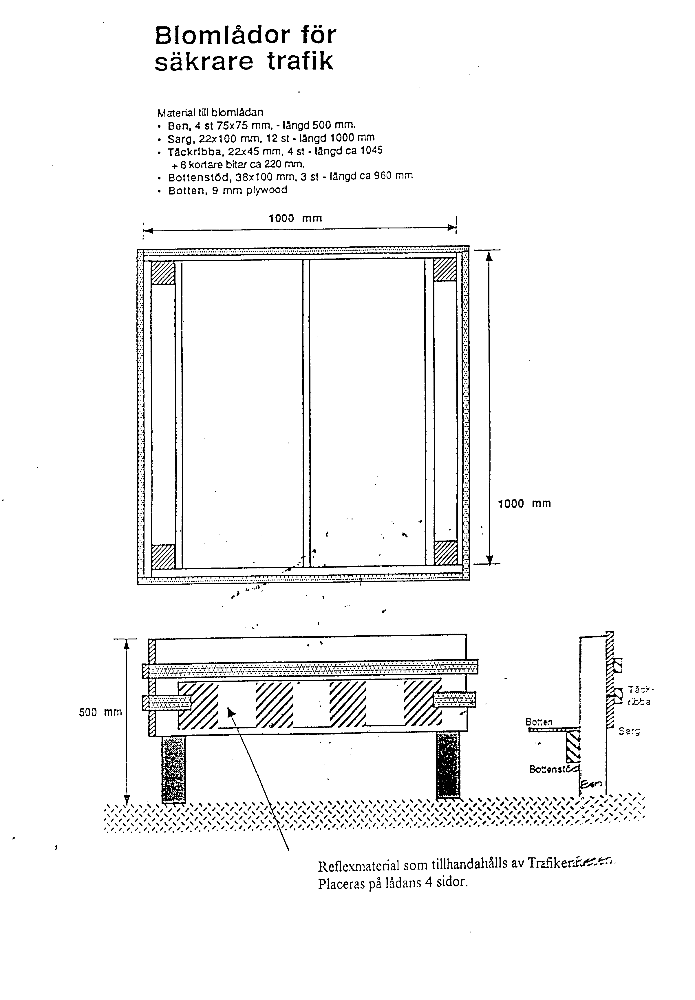 Blomlådor för
säkrare trafik
Material till blomlådan
• Ben, 4 st 75x75 mm, - längd 500 mm.
• Sarg, 22x100 mm, 12 st - längd 1000 mm
• Täckribba, 22x45 mm, 4 st - längd ca 1045
+ 8 kortare bitar ca 220 mm.
• Bottenstöd, 38x100 mm, 3 st - längd ca 960 mm
• Botten, 9 mm plywood
1000 mm
1000 mm
500 mm
Täck-
ribba
Botten
Sarg
Bottenstöd
Reflexmaterial som tillhandahålls av Trafikenheten.
Placeras på lådans 4 sidor.